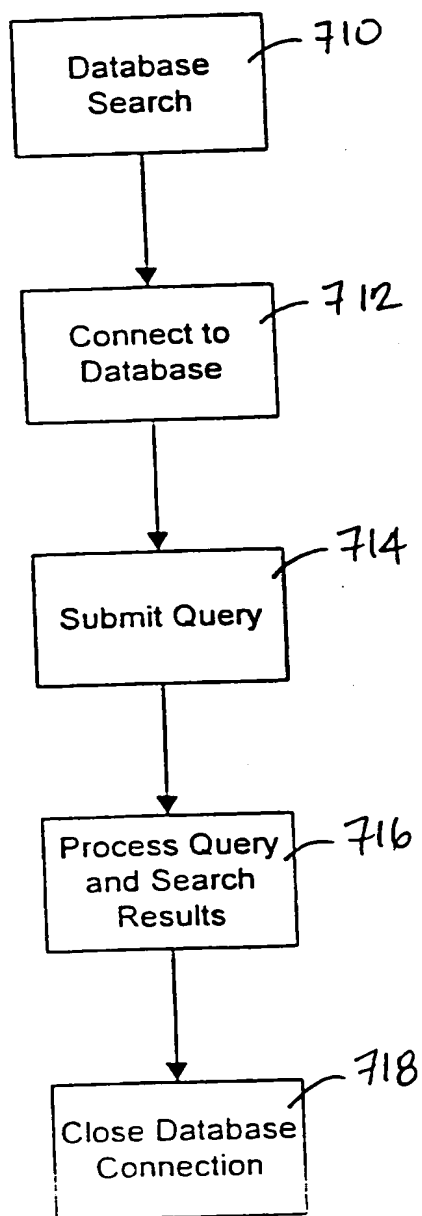 710
Database
Search
712
Connect to
Database
714
Submit Query
716
Process Query
and Search
Results
718
Close Database
Connection